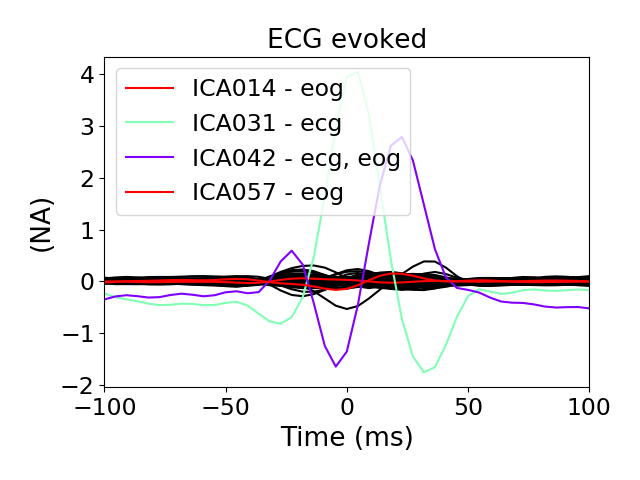 ECG evoked
ICA014 - eog
ICA031 - ecg
ICA042 - ecg, eog
ICA057 - eog
(NA)
4
3
2
1
0
−1
−2
−100 −50 0 50 100
Time (ms)